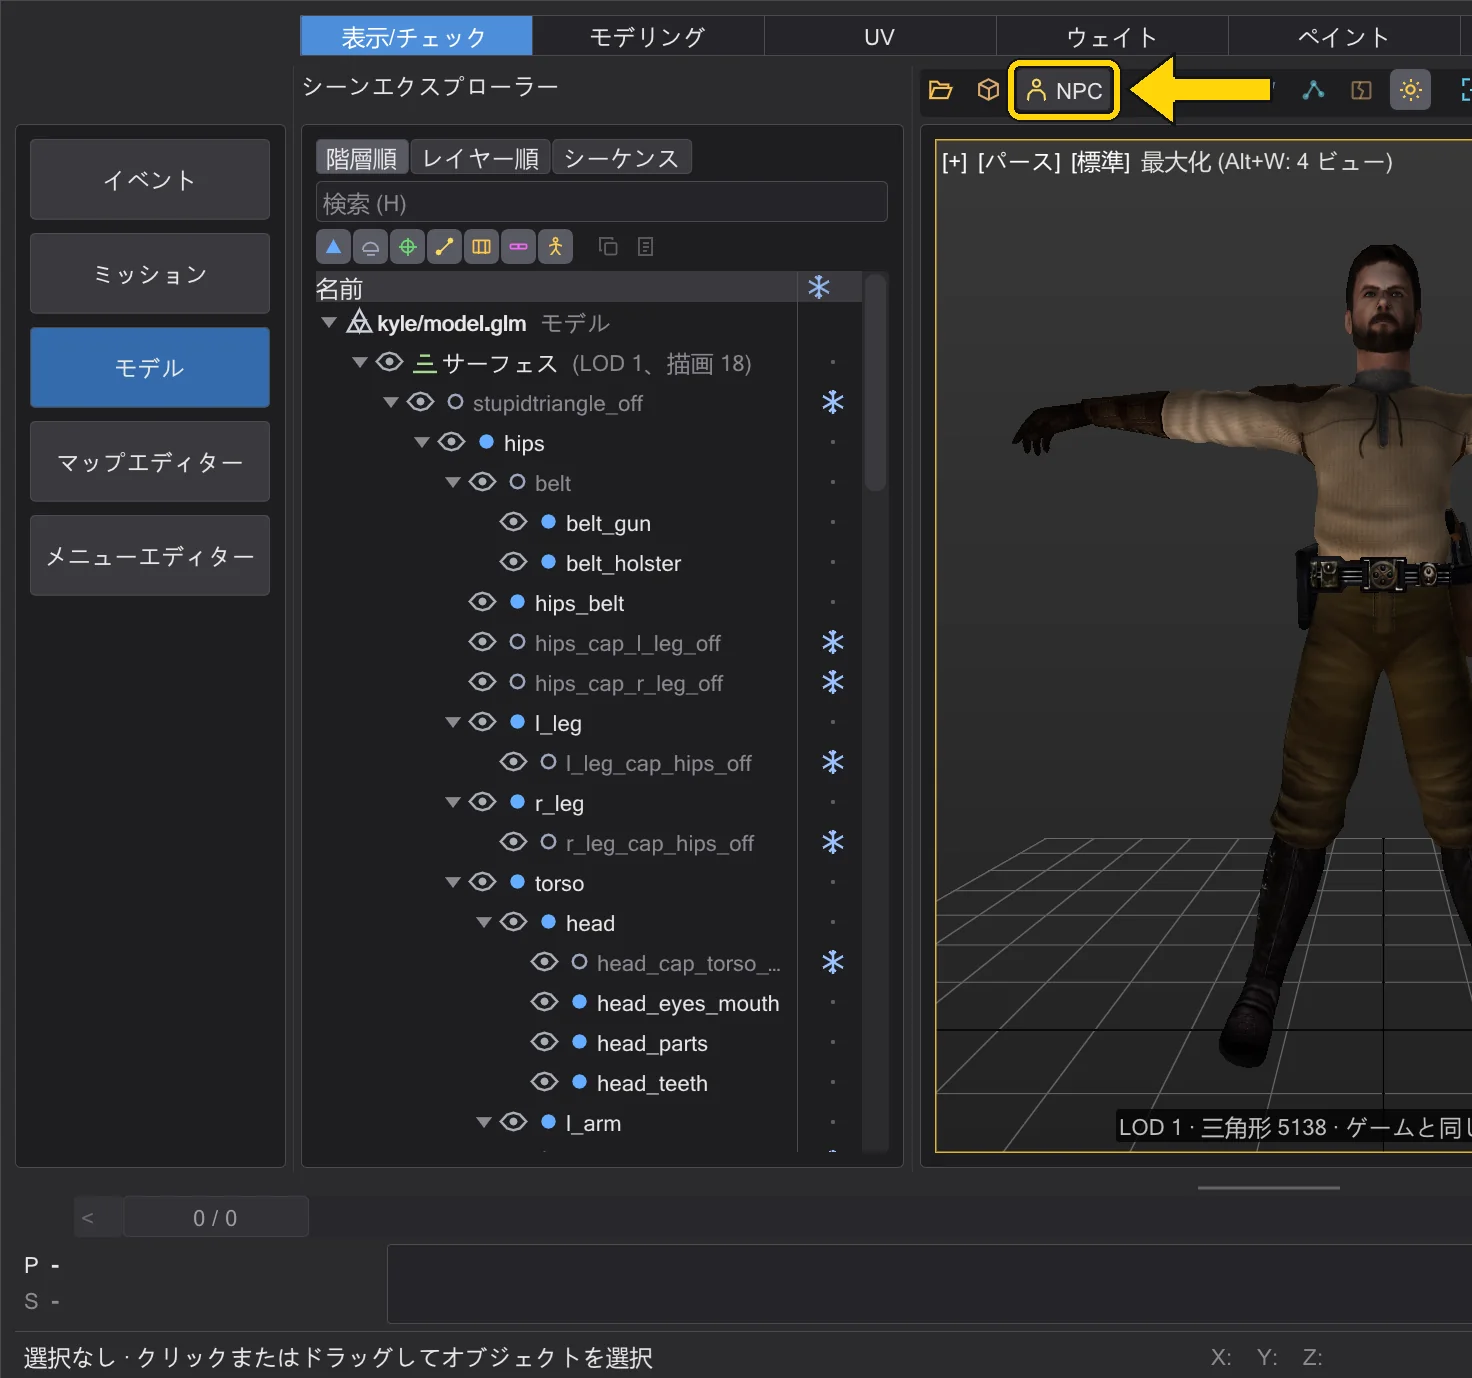 表示/チェック
モデリング
UV
ウェイト
ペイント
シーンエクスプローラー
NPC
イベント
ミッション
モデル
マップエディター
メニューエディター
階層順
レイヤー順
シーケンス
検索 (H)
名前
kyle/model.glm モデル
サーフェス (LOD 1、描画 18)
stupidtriangle_off
hips
belt
belt_gun
belt_holster
hips_belt
hips_cap_l_leg_off
hips_cap_r_leg_off
l_leg
l_leg_cap_hips_off
r_leg
r_leg_cap_hips_off
torso
head
head_cap_torso_...
head_eyes_mouth
head_parts
head_teeth
l_arm
[+] [パース] [標準] 最大化 (Alt+W: 4 ビュー)
LOD 1 · 三角形 5138 · ゲームと同じ
< 0 / 0
P -
S -
選択なし · クリックまたはドラッグしてオブジェクトを選択
X: Y: Z: